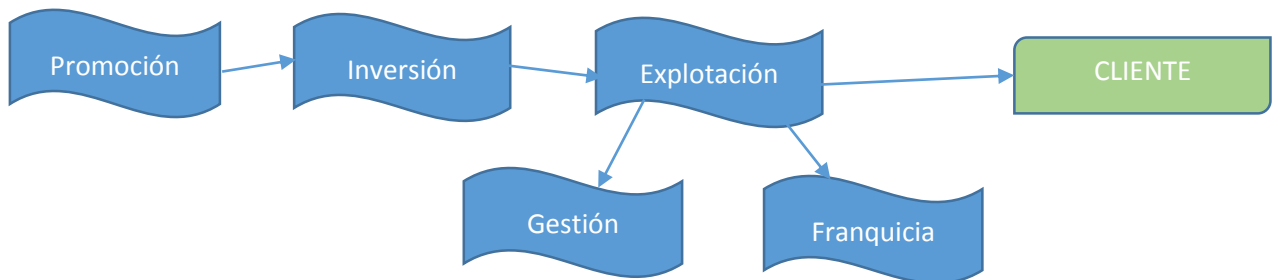 Promoción
Inversión
Explotación
CLIENTE
Gestión
Franquicia